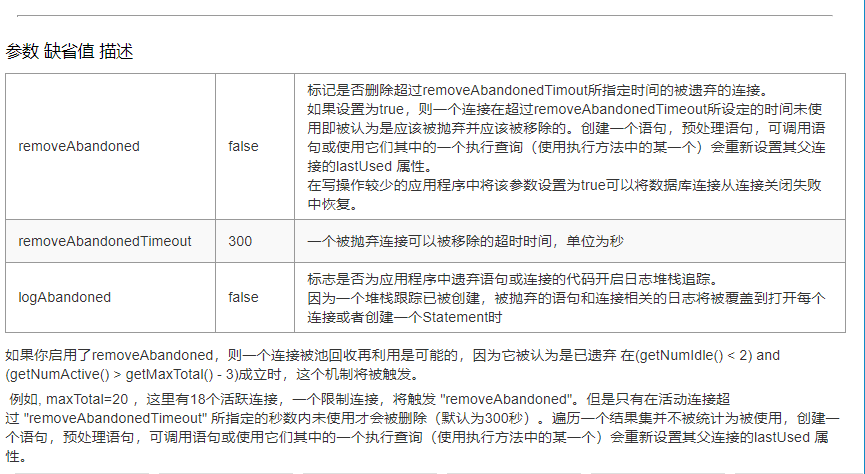 参数 缺省值 描述
标记是否删除超过removeAbandonedTimout所指定时间的被遗弃的连接。
如果设置为true，则一个连接在超过removeAbandonedTimeout所设定的时间未使
removeAbandoned
false
用即被认为是应该被抛弃并应该被移除的。创建一个语句，预处理语句，可调用语
句或使用它们其中的一个执行查询（使用执行方法中的某一个）会重新设置其父连
接的lastUsed 属性。
在写操作较少的应用程序中将该参数设置为true可以将数据库连接从连接关闭失败
中恢复。
removeAbandonedTimeout
300
一个被抛弃连接可以被移除的超时时间，单位为秒
logAbandoned
false
标志是否为应用程序中遗弃语句或连接的代码开启日志堆栈追踪。
因为一个堆栈跟踪已被创建，被抛弃的语句和连接相关的日志将被覆盖到打开每个
连接或者创建一个Statement时
如果你启用了removeAbandoned，则一个连接被池回收再利用是可能的，因为它被认为是已遗弃 在(getNumIdle() < 2) and
(getNumActive() > getMaxTotal() - 3)成立时，这个机制将被触发。
例如, maxTotal=20 ，这里有18个活跃连接，一个限制连接，将触发 "removeAbandoned"。但是只有在活动连接超
过 "removeAbandonedTimeout" 所指定的秒数内未使用才会被删除（默认为300秒）。遍历一个结果集并不被统计为被使用，创建一
个语句，预处理语句，可调用语句或使用它们其中的一个执行查询（使用执行方法中的某一个）会重新设置其父连接的lastUsed 属
性。